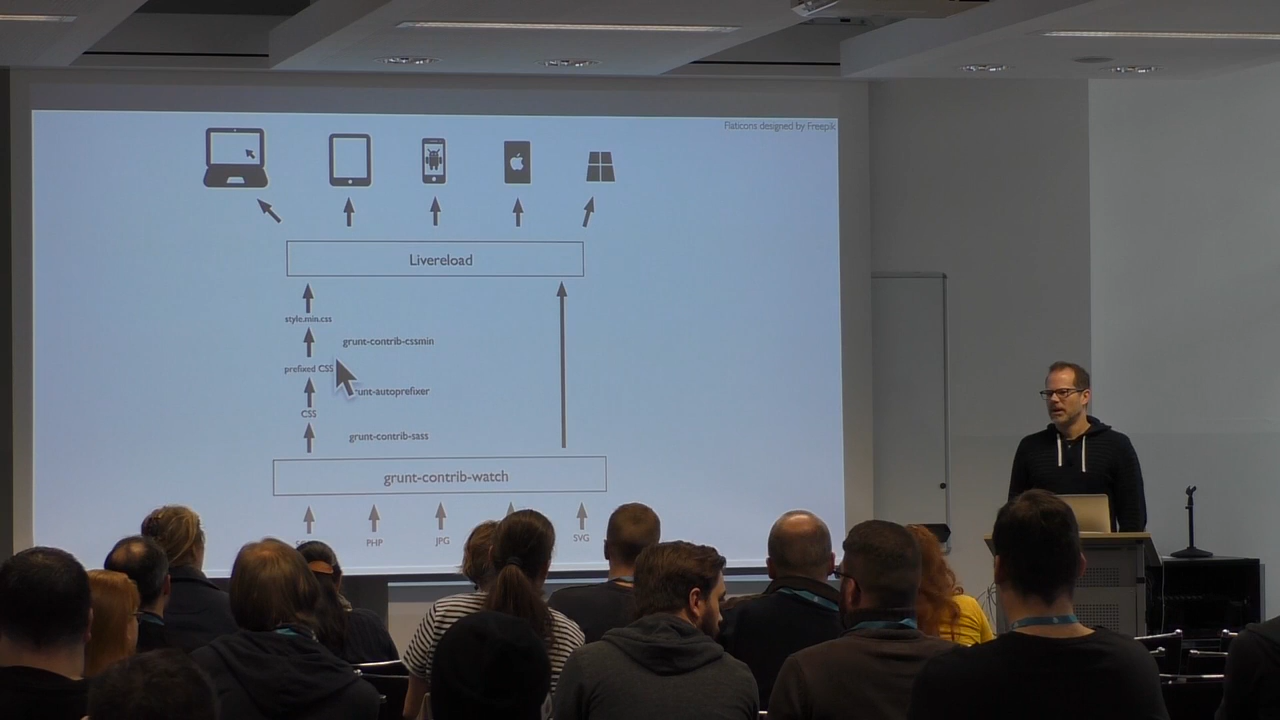 Flaticons designed by Freepik
Livereload
style.min.css
grunt-contrib-cssmin
prefixed CSS
unt-autoprefixer
CSS
grunt-contrib-sass
grunt-contrib-watch
PHP
JPG
SVG